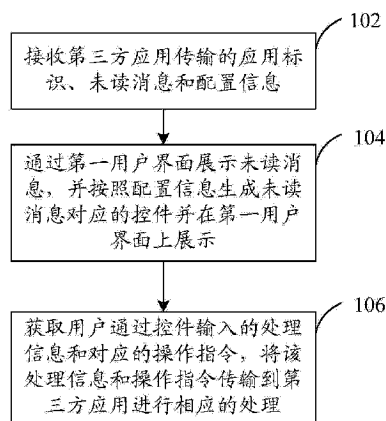 102
接收第三方应用传输的应用标
识、未读消息和配置信息
104
通过第一用户界面展示未读消
息，并按照配置信息生成未读
消息对应的控件并在第一用户
界面上展示
106
获取用户通过控件输入的处理
信息和对应的操作指令，将该
处理信息和操作指令传输到第
三方应用进行相应的处理